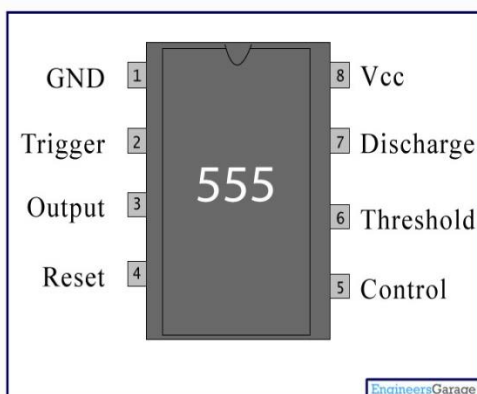 GND 1 8 Vcc
Trigger 2 7 Discharge
555
Output 3 6 Threshold
Reset 4 5 Control
EngineersGarage